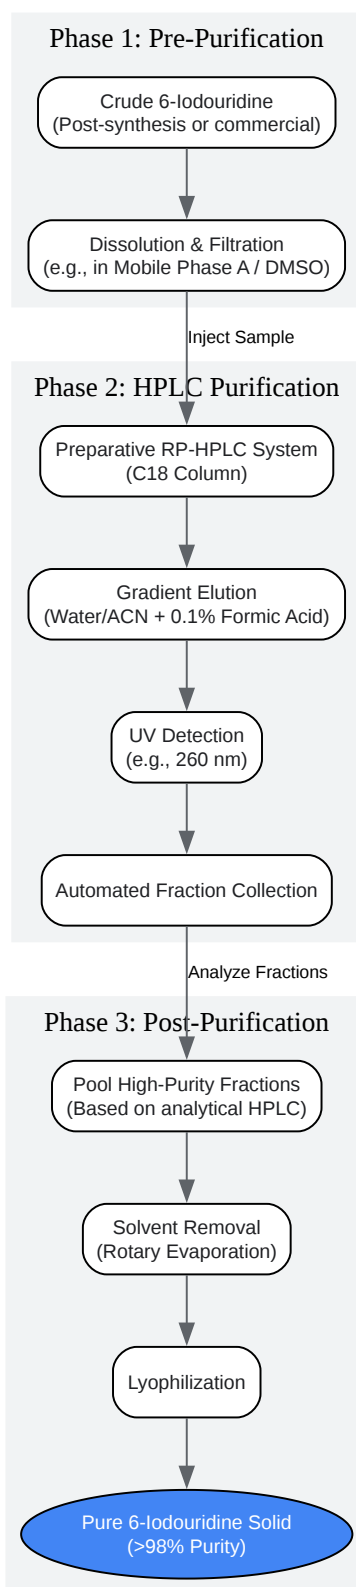 Phase 1: Pre-Purification
Crude 6-Iodouridine
(Post-synthesis or commercial)
Dissolution & Filtration
(e.g., in Mobile Phase A / DMSO)
Inject Sample
Phase 2: HPLC Purification
Preparative RP-HPLC System
(C18 Column)
Gradient Elution
(Water/ACN + 0.1% Formic Acid)
UV Detection
(e.g., 260 nm)
Automated Fraction Collection
Analyze Fractions
Phase 3: Post-Purification
Pool High-Purity Fractions
(Based on analytical HPLC)
Solvent Removal
(Rotary Evaporation)
Lyophilization
Pure 6-Iodouridine Solid
(>98% Purity)